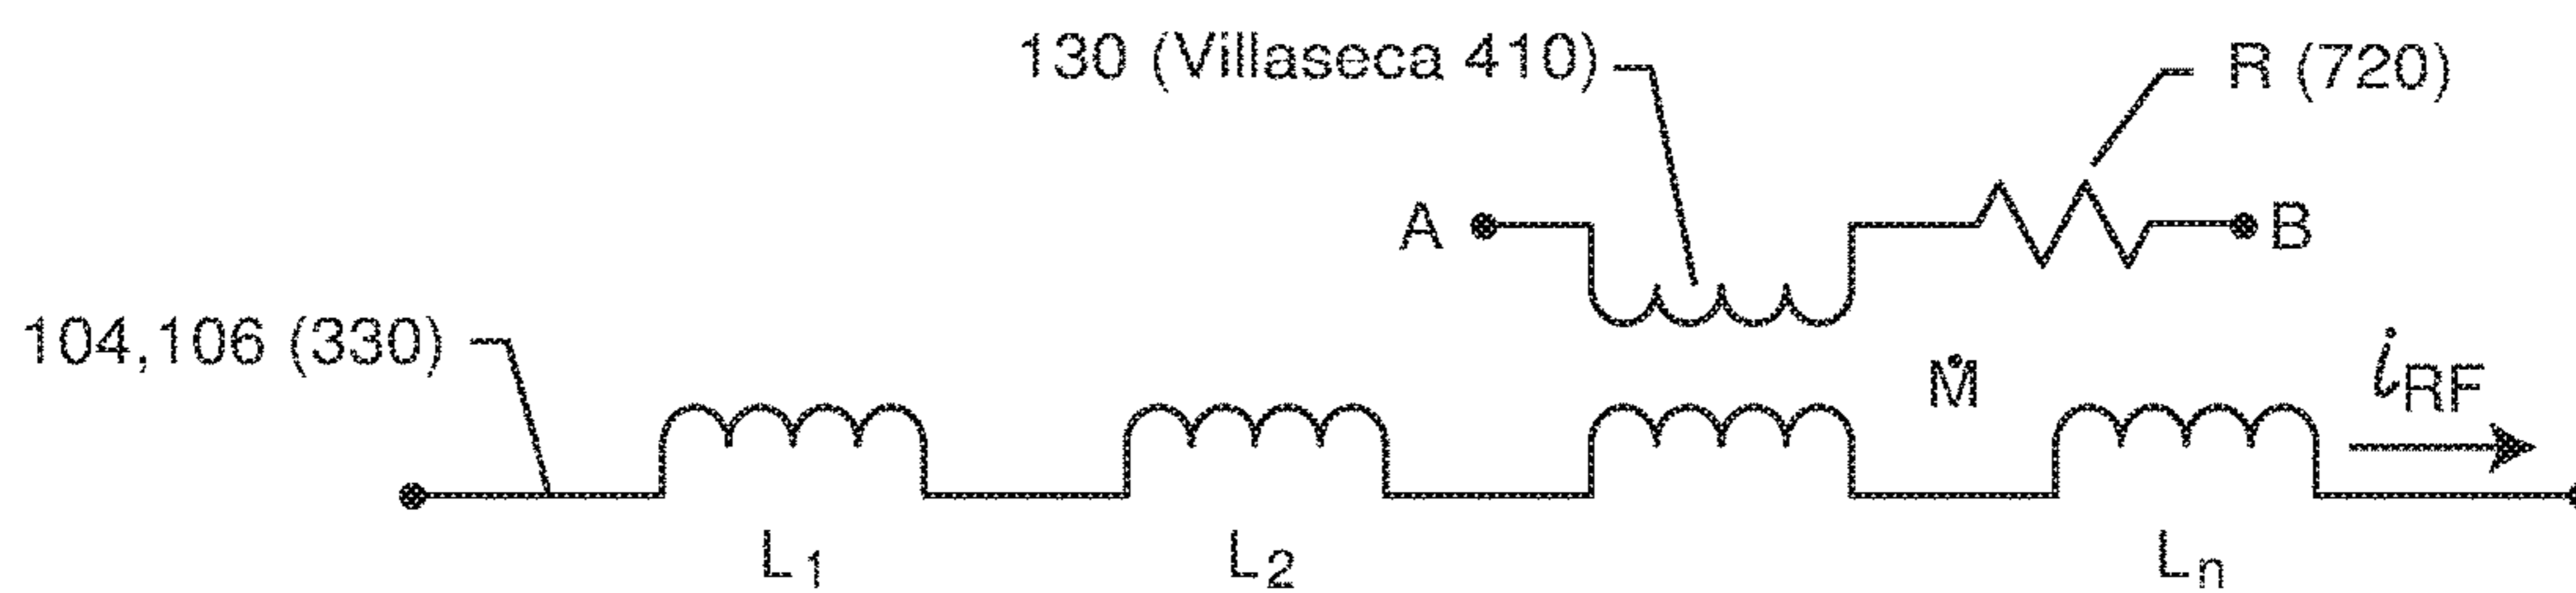 130 (Villaseca 410)
R (720)
A
B
104,106 (330)
M
iRF
L1
L2
Ln